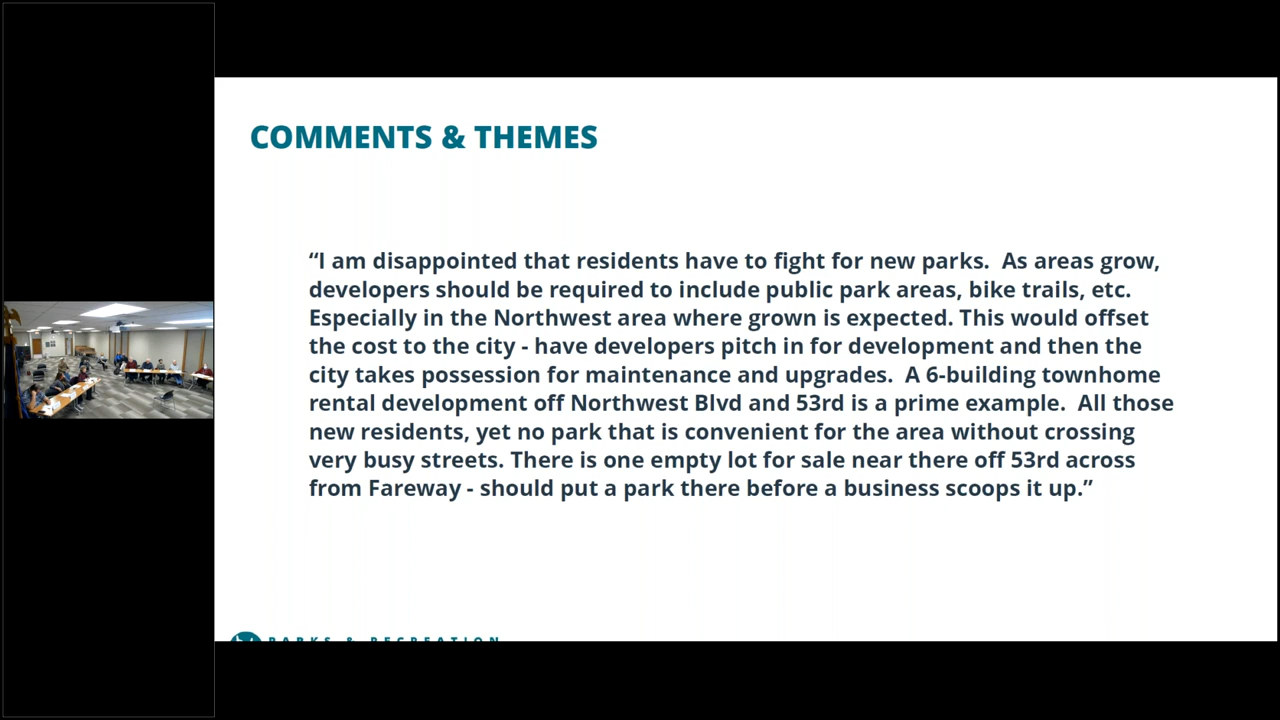 COMMENTS & THEMES
“I am disappointed that residents have to fight for new parks.  As areas grow,
developers should be required to include public park areas, bike trails, etc.
Especially in the Northwest area where grown is expected. This would offset
the cost to the city - have developers pitch in for development and then the
city takes possession for maintenance and upgrades.  A 6-building townhome
rental development off Northwest Blvd and 53rd is a prime example.  All those
new residents, yet no park that is convenient for the area without crossing
very busy streets. There is one empty lot for sale near there off 53rd across
from Fareway - should put a park there before a business scoops it up.”
PARKS & RECREATION